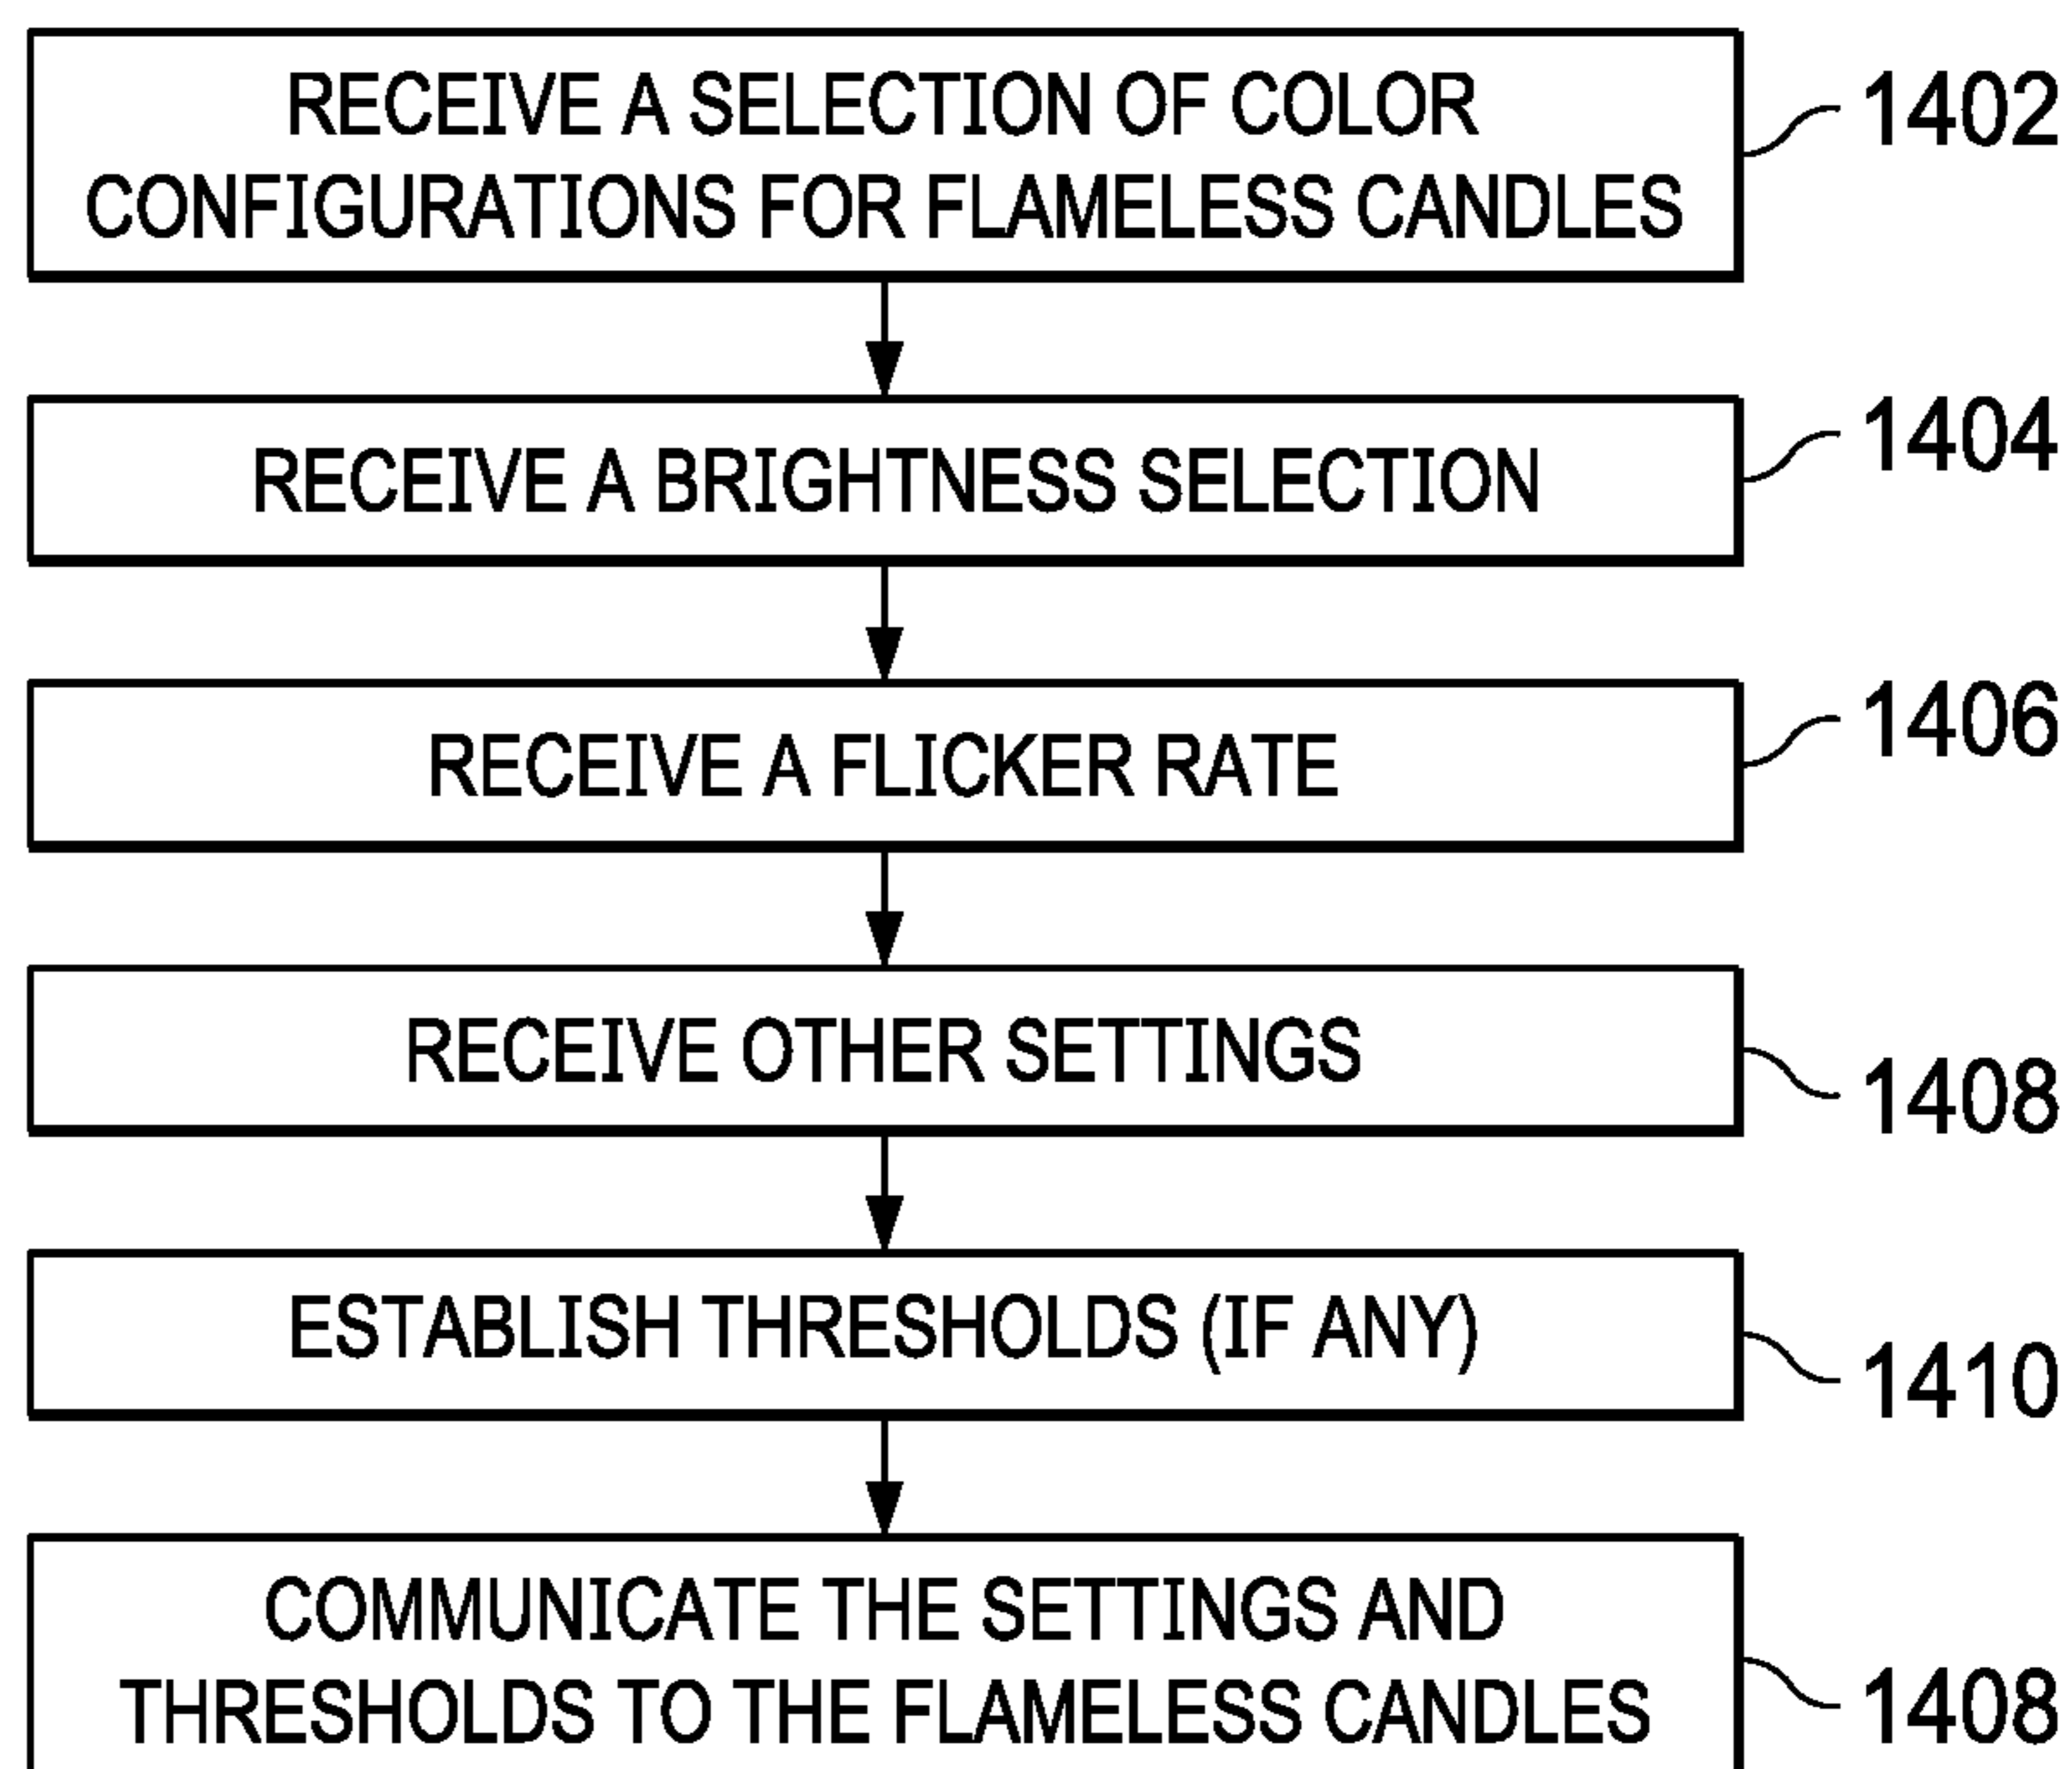 RECEIVE A SELECTION OF COLOR
CONFIGURATIONS FOR FLAMELESS CANDLES
1402
RECEIVE A BRIGHTNESS SELECTION
1404
RECEIVE A FLICKER RATE
1406
RECEIVE OTHER SETTINGS
1408
ESTABLISH THRESHOLDS (IF ANY)
1410
COMMUNICATE THE SETTINGS AND
THRESHOLDS TO THE FLAMELESS CANDLES
1408